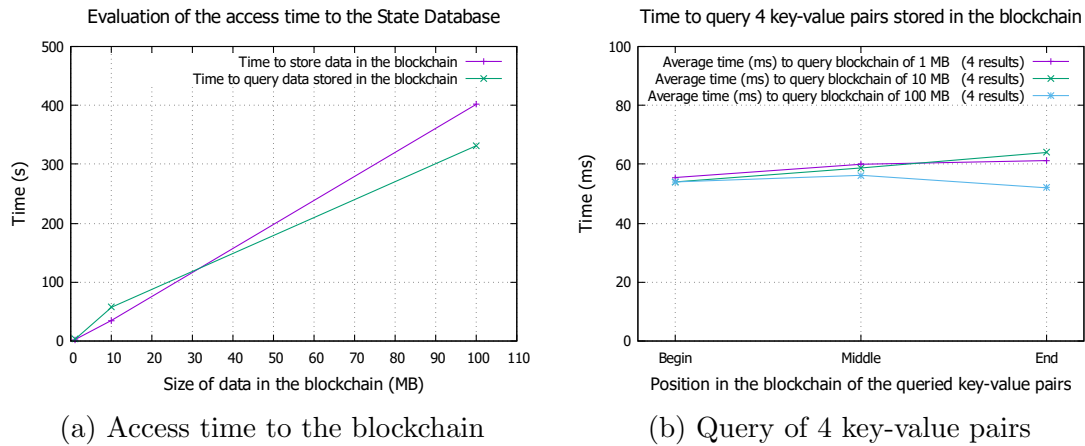 Evaluation of the access time to the State Database
500
400
300
200
100
0
Time (s)
Time to store data in the blockchain
Time to query data stored in the blockchain
0 10 20 30 40 50 60 70 80 90 100 110
Size of data in the blockchain (MB)
(a) Access time to the blockchain
Time to query 4 key-value pairs stored in the blockchain
100
80
60
40
20
0
Time (ms)
Average time (ms) to query blockchain of 1 MB (4 results)
Average time (ms) to query blockchain of 10 MB (4 results)
Average time (ms) to query blockchain of 100 MB (4 results)
Begin Middle End
Position in the blockchain of the queried key-value pairs
(b) Query of 4 key-value pairs